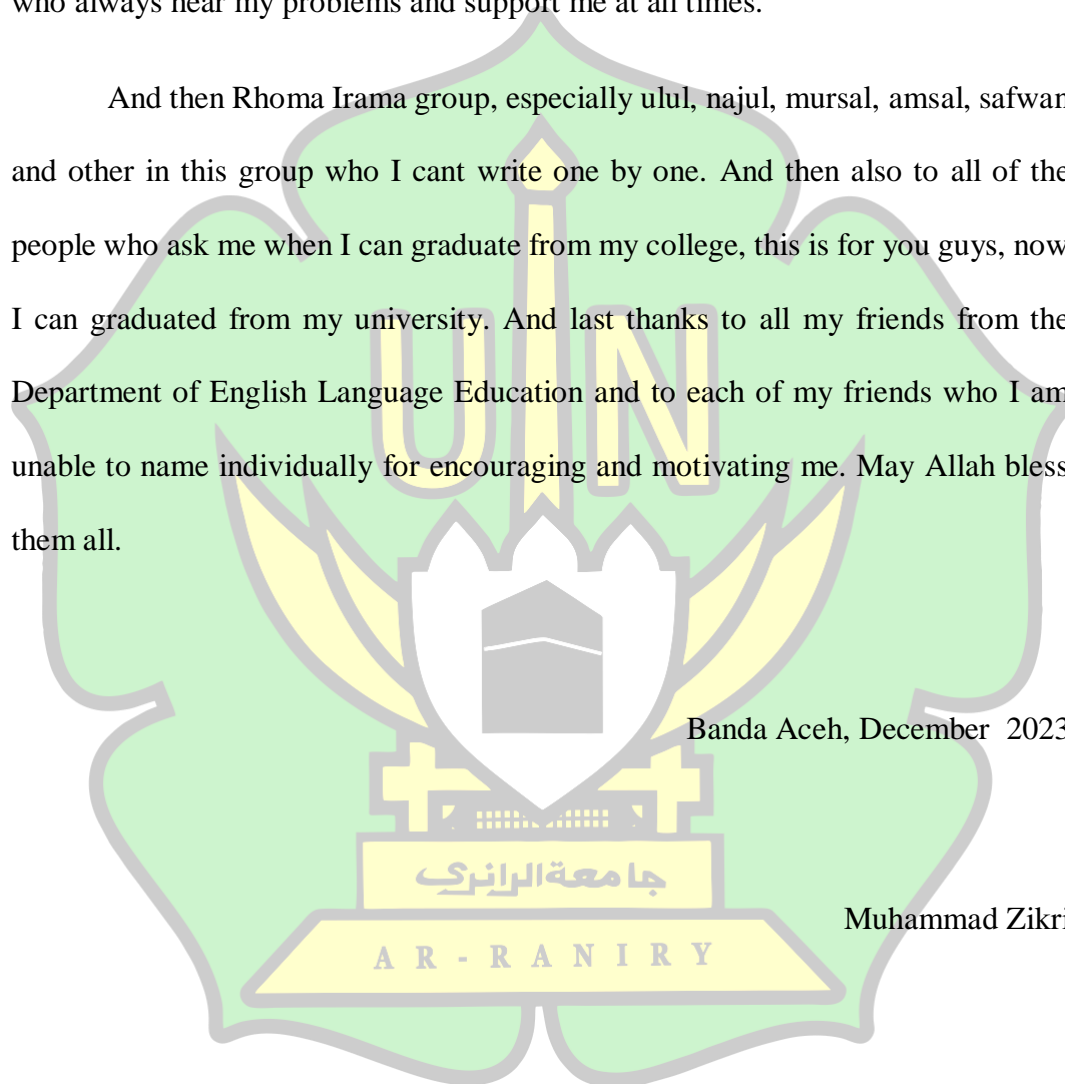 who always hear my problems and support me at all times.
And then Rhoma Irama group, especially ulul, najul, mursal, amsal, safwan
and other in this group who I cant write one by one. And then also to all of the
people who ask me when I can graduate from my college, this is for you guys, now
I can graduated from my university. And last thanks to all my friends from the
Department of English Language Education and to each of my friends who I am
unable to name individually for encouraging and motivating me. May Allah bless
them all.
UIN
Banda Aceh, December 2023
جامعةالرانري
Muhammad Zikri
AR-RANIRY